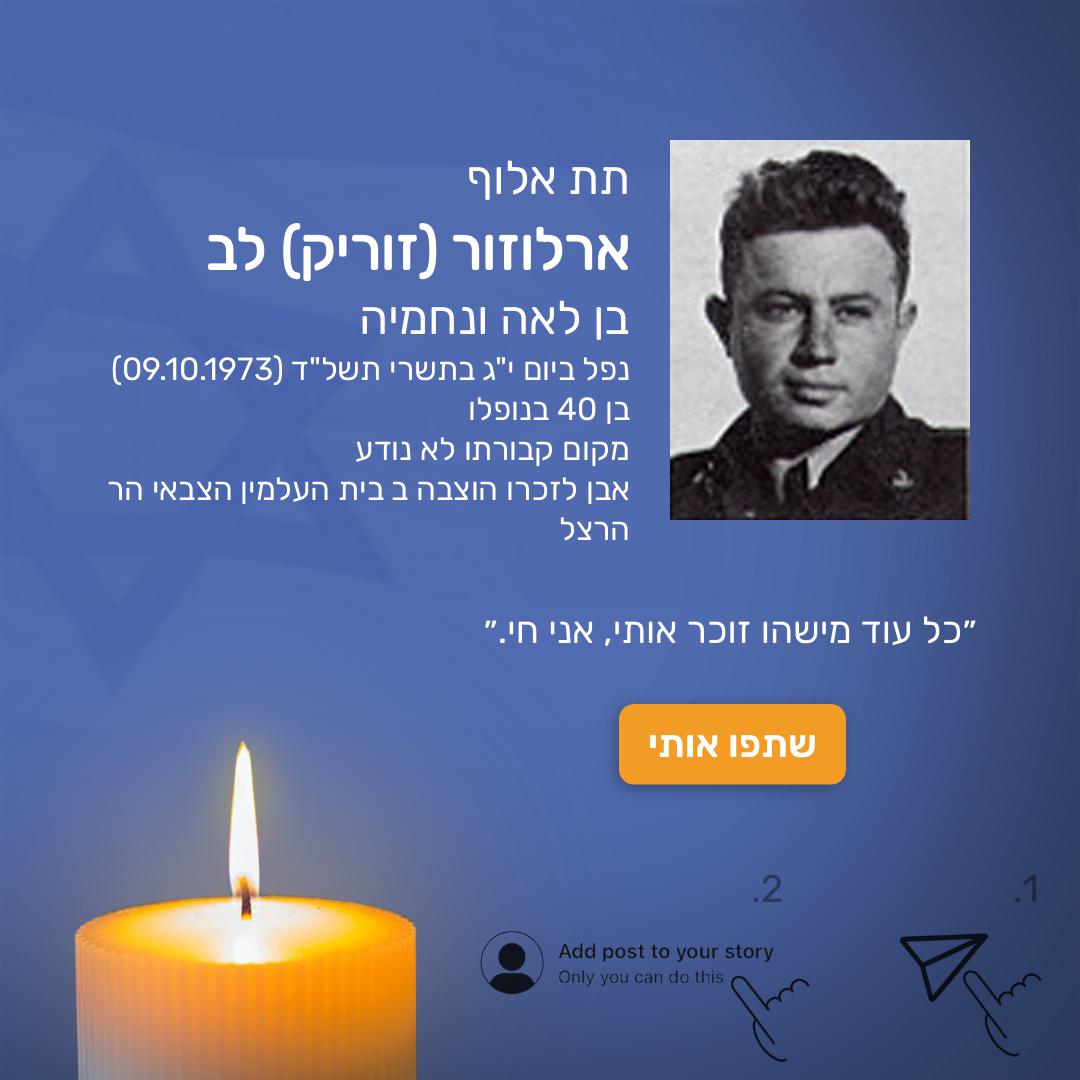 תת אלוף
ארלוזור (זוריק) לב
בן לאה ונחמיה
נפל ביום י"ג בתשרי תשל"ד (09.10.1973)
בן 40 בנופלו
מקום קבורתו לא נודע
אבן לזכרו הוצבה ב בית העלמין הצבאי הר
הרצל
״כל עוד מישהו זוכר אותי, אני חי.״
שתפו אותי
.1
.2
Add post to your story
Only you can do this